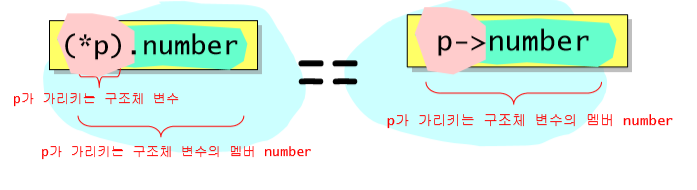 (*p).number
p가 가리키는 구조체 변수
p가 가리키는 구조체 변수의 멤버 number
==
p->number
p가 가리키는 구조체 변수의 멤버 number